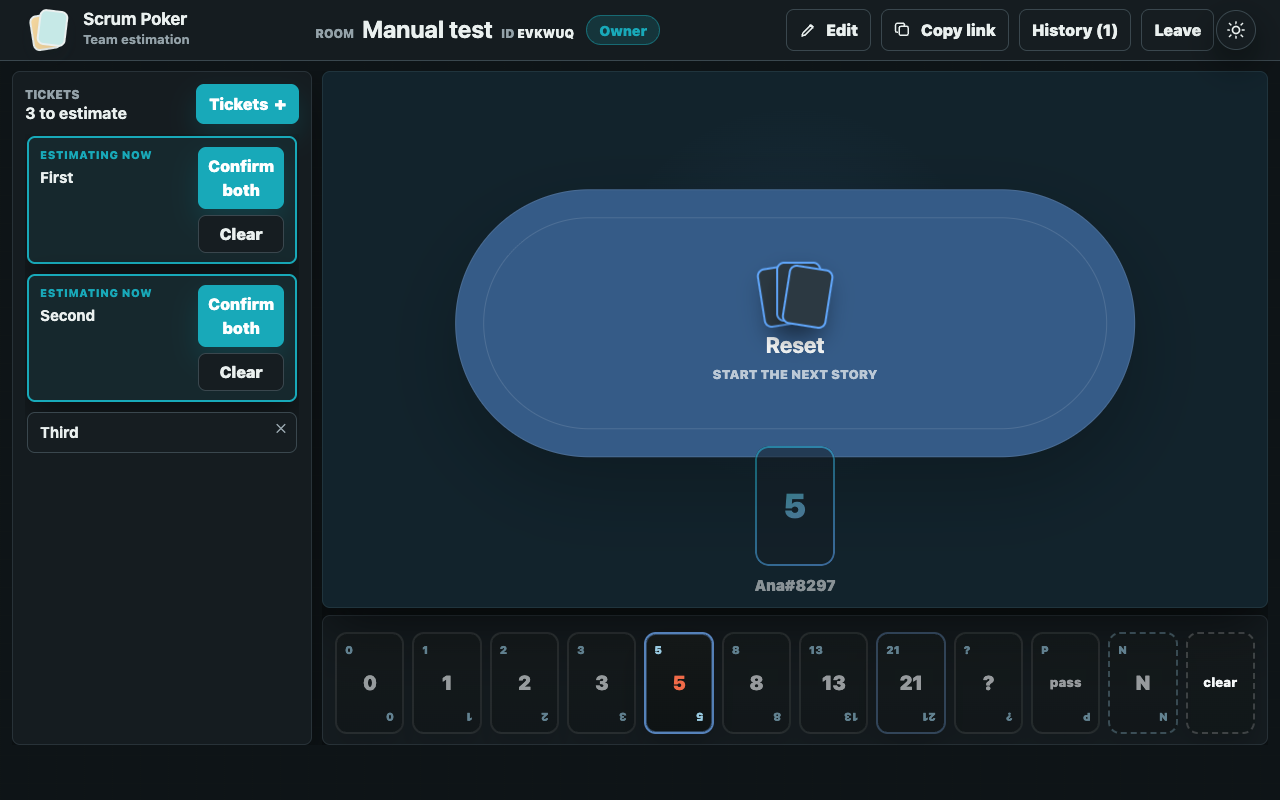 Scrum Poker
Team estimation
ROOM Manual test ID EVKWUQ Owner
Edit
Copy link
History (1)
Leave
TICKETS
3 to estimate
Tickets +
ESTIMATING NOW
First
Confirm
both
Clear
ESTIMATING NOW
Second
Confirm
both
Clear
Third
×
Reset
START THE NEXT STORY
5
Ana#8297
0
0
0
1
1
1
2
2
2
3
3
3
5
5
5
8
8
8
13
13
13
21
21
21
?
?
?
P
pass
P
N
N
N
clear